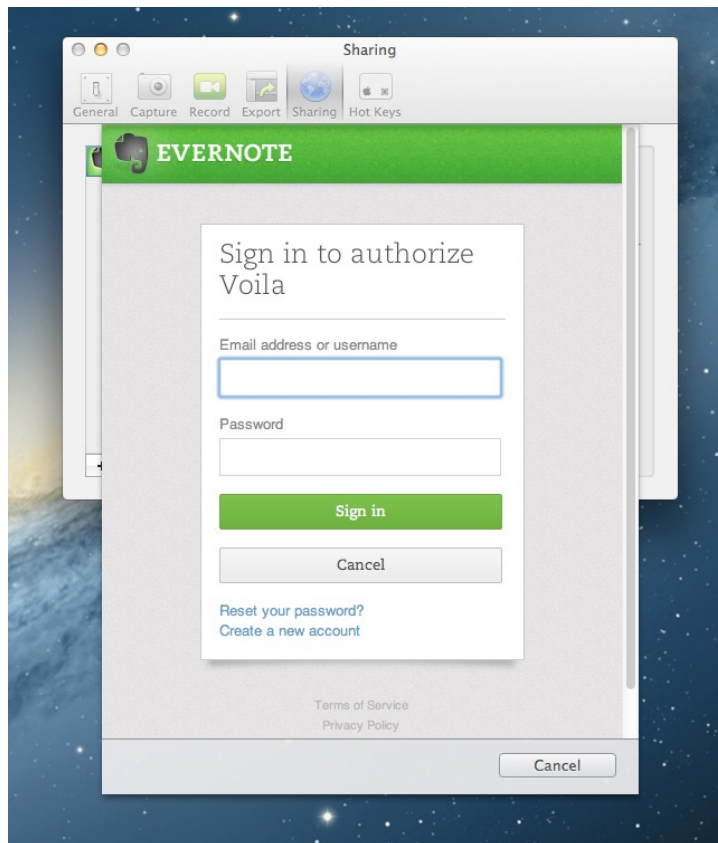 Sharing
General Capture Record Export Sharing Hot Keys
EVERNOTE
Sign in to authorize
Voila
Email address or username
Password
Sign in
Cancel
Reset your password?
Create a new account
Terms of Service
Privacy Policy
Cancel